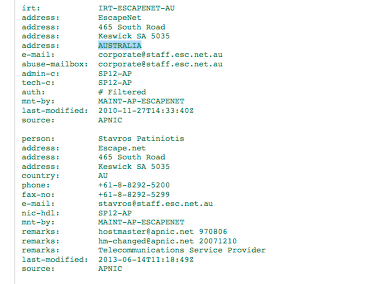 irt: IRT-ESCAPENET-AU
address: EscapeNet
address: 465 South Road
address: Keswick SA 5035
address: AUSTRALIA
e-mail: corporate@staff.esc.net.au
abuse-mailbox: corporate@staff.esc.net.au
admin-c: SP12-AP
tech-c: SP12-AP
auth: # Filtered
mnt-by: MAINT-AP-ESCAPENET
last-modified: 2010-11-27T14:33:40Z
source: APNIC
person: Stavros Patiniotis
address: Escape.net
address: 465 South Road
address: Keswick SA 5035
country: AU
phone: +61-8-8292-5200
fax-no: +61-8-8292-5299
e-mail: stavros@staff.esc.net.au
nic-hdl: SP12-AP
mnt-by: MAINT-AP-ESCAPENET
remarks: hostmaster@apnic.net 970806
remarks: hm-changed@apnic.net 20071210
remarks: Telecommunications Service Provider
last-modified: 2013-06-14T11:18:49Z
source: APNIC